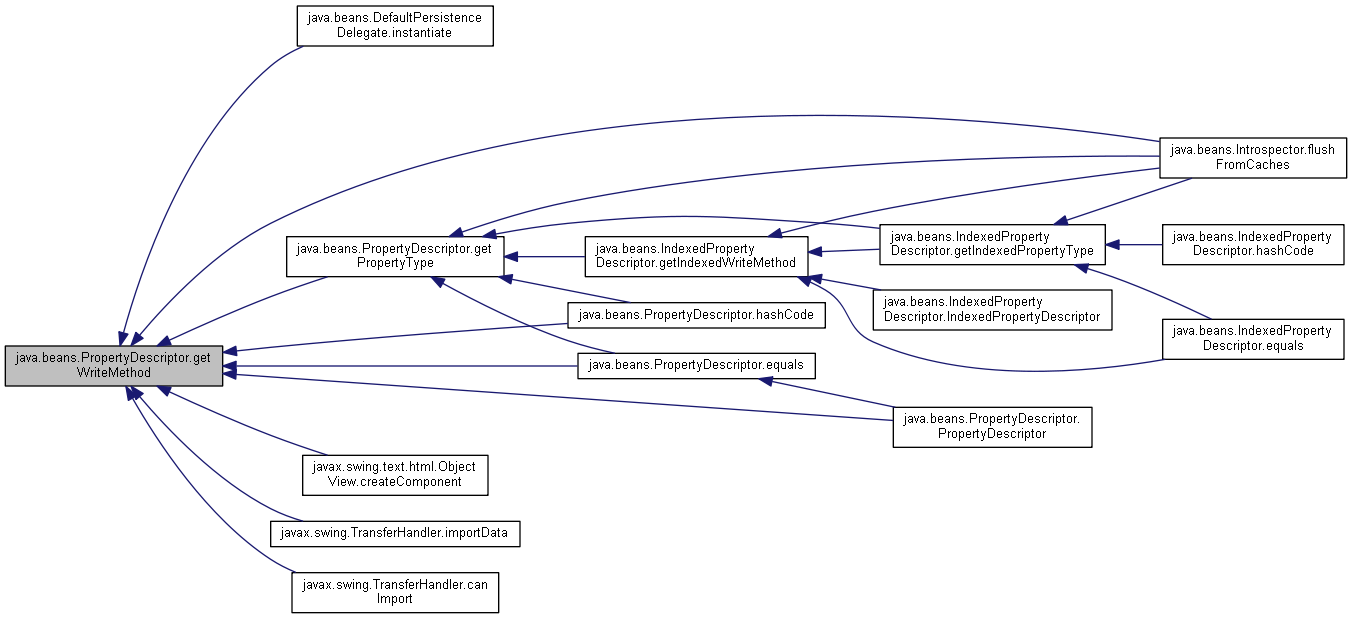 java.beans.DefaultPersistence
Delegate.instantiate
java.beans.Introspector.flush
FromCaches
java.beans.PropertyDescriptor.get
PropertyType
java.beans.IndexedProperty
Descriptor.getIndexedWriteMethod
java.beans.IndexedProperty
Descriptor.getIndexedPropertyType
java.beans.IndexedProperty
Descriptor.hashCode
java.beans.IndexedProperty
Descriptor.IndexedPropertyDescriptor
java.beans.PropertyDescriptor.hashCode
java.beans.IndexedProperty
Descriptor.equals
java.beans.PropertyDescriptor.get
WriteMethod
java.beans.PropertyDescriptor.equals
java.beans.PropertyDescriptor.
PropertyDescriptor
javax.swing.text.html.Object
View.createComponent
javax.swing.TransferHandler.importData
javax.swing.TransferHandler.can
Import